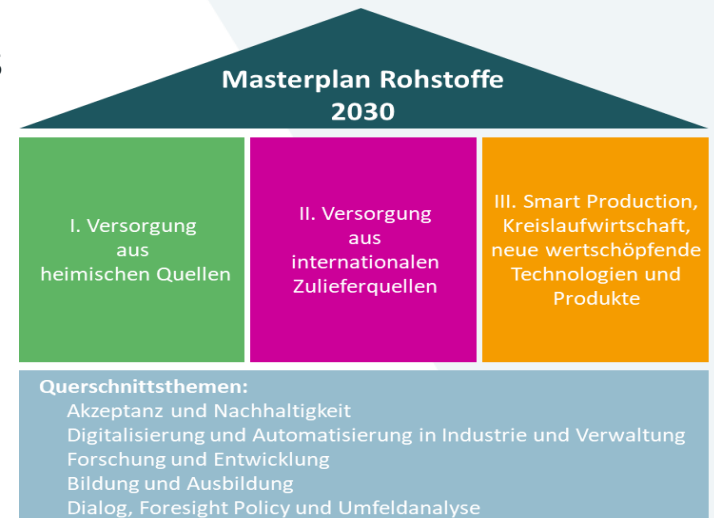 Masterplan Rohstoffe
2030
I. Versorgung
aus
heimischen Quellen
II. Versorgung
aus
internationalen
Zulieferquellen
III. Smart Production,
Kreislaufwirtschaft,
neue wertschöpfende
Technologien und
Produkte
Querschnittsthemen:
Akzeptanz und Nachhaltigkeit
Digitalisierung und Automatisierung in Industrie und Verwaltung
Forschung und Entwicklung
Bildung und Ausbildung
Dialog, Foresight Policy und Umfeldanalyse